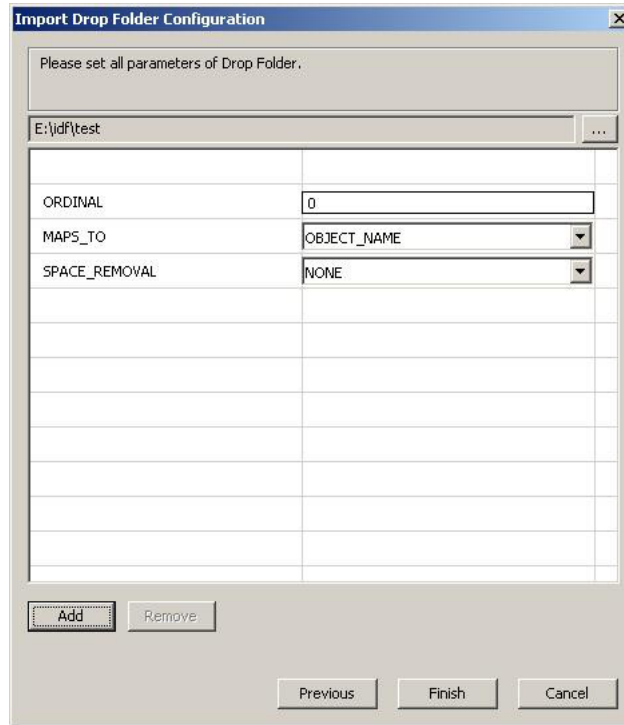 Import Drop Folder Configuration
Please set all parameters of Drop Folder.
E:\idf\test ...
ORDINAL 0
MAPS_TO OBJECT_NAME
SPACE_REMOVAL NONE
Add Remove
Previous Finish Cancel